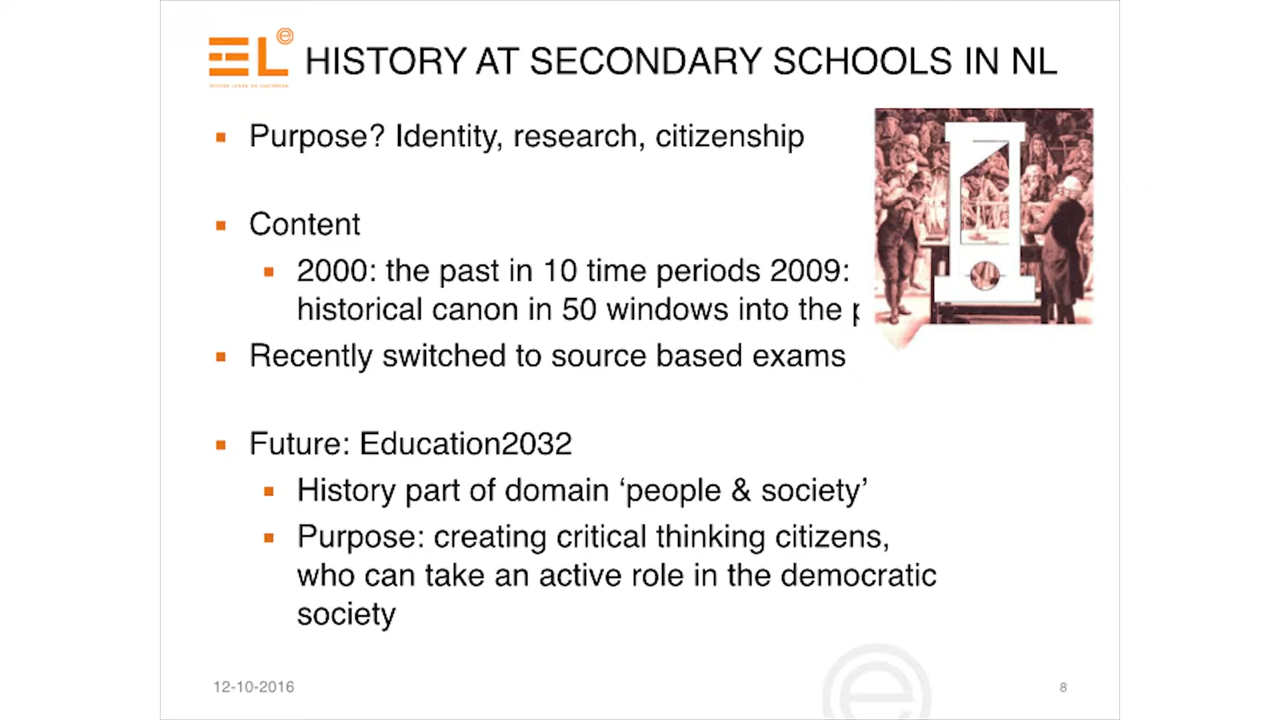 EL e
HISTORY AT SECONDARY SCHOOLS IN NL
Purpose? Identity, research, citizenship
Content
2000: the past in 10 time periods 2009:
historical canon in 50 windows into the
Recently switched to source based exams
Future: Education2032
History part of domain ‘people & society’
Purpose: creating critical thinking citizens,
who can take an active role in the democratic
society
12-10-2016
8